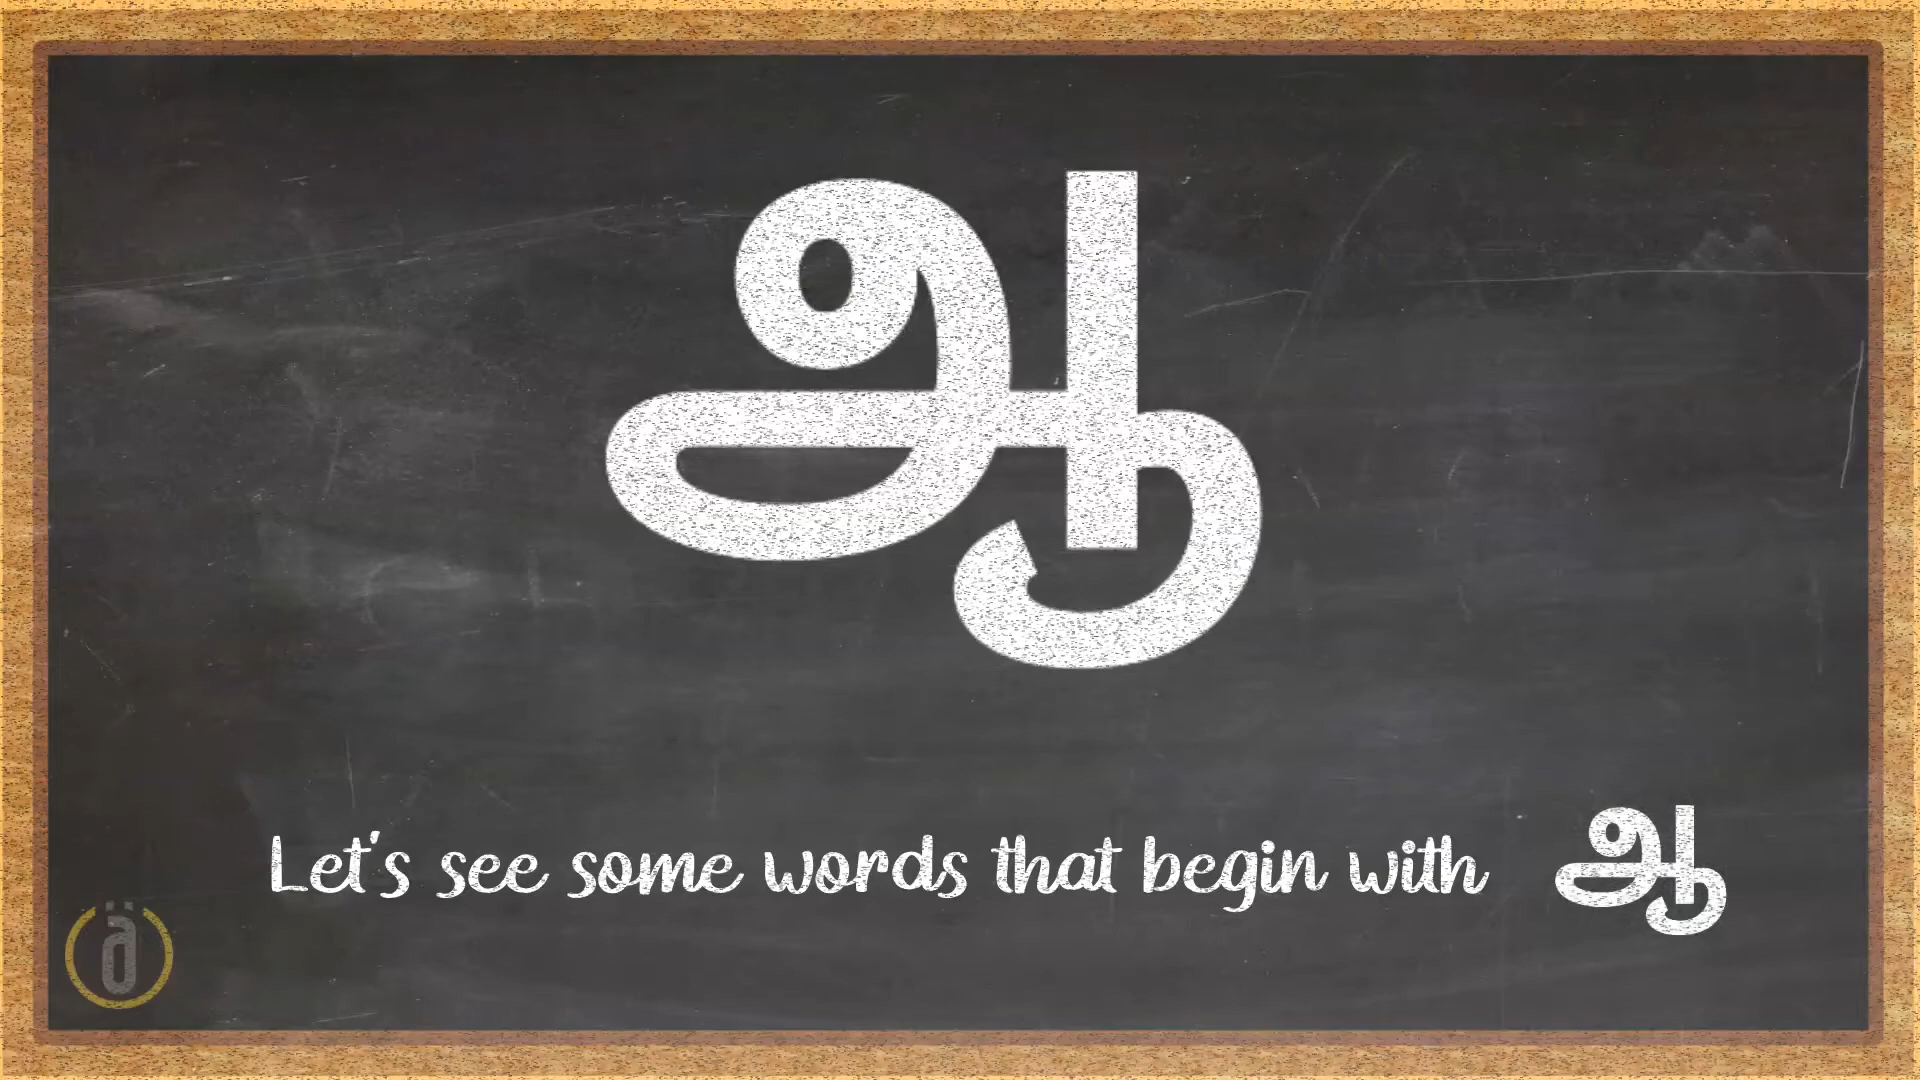 ஆ
Let's see some words that begin with ஆ
ä